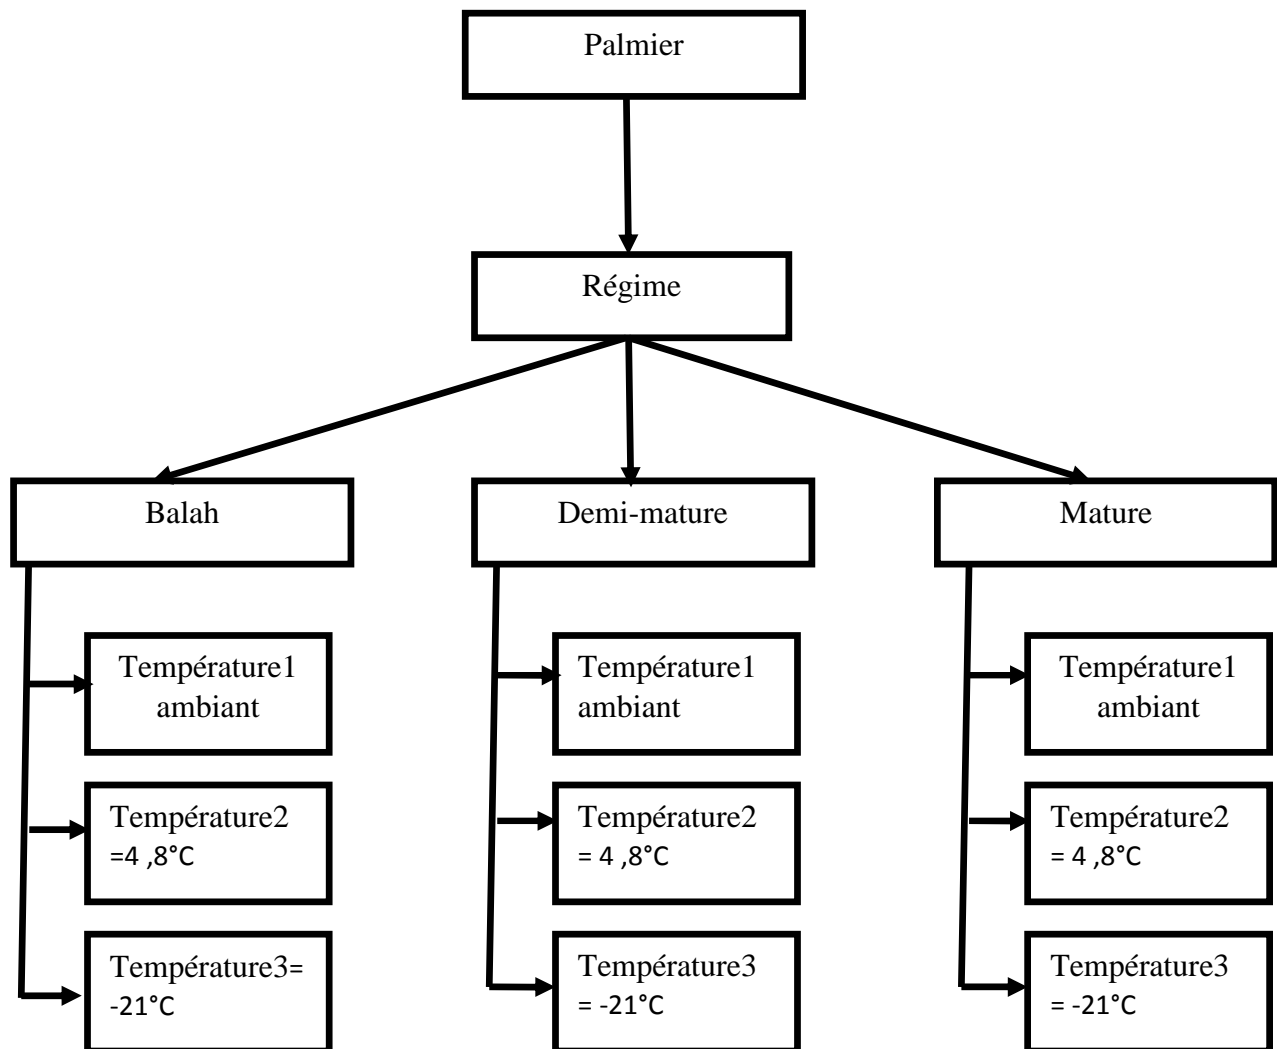 Palmier
Régime
Balah
Demi-mature
Mature
Température1
ambiant
Température2
=4 ,8°C
Température3=
-21°C
Température1
ambiant
Température2
= 4 ,8°C
Température3
= -21°C
Température1
ambiant
Température2
= 4 ,8°C
Température3
= -21°C